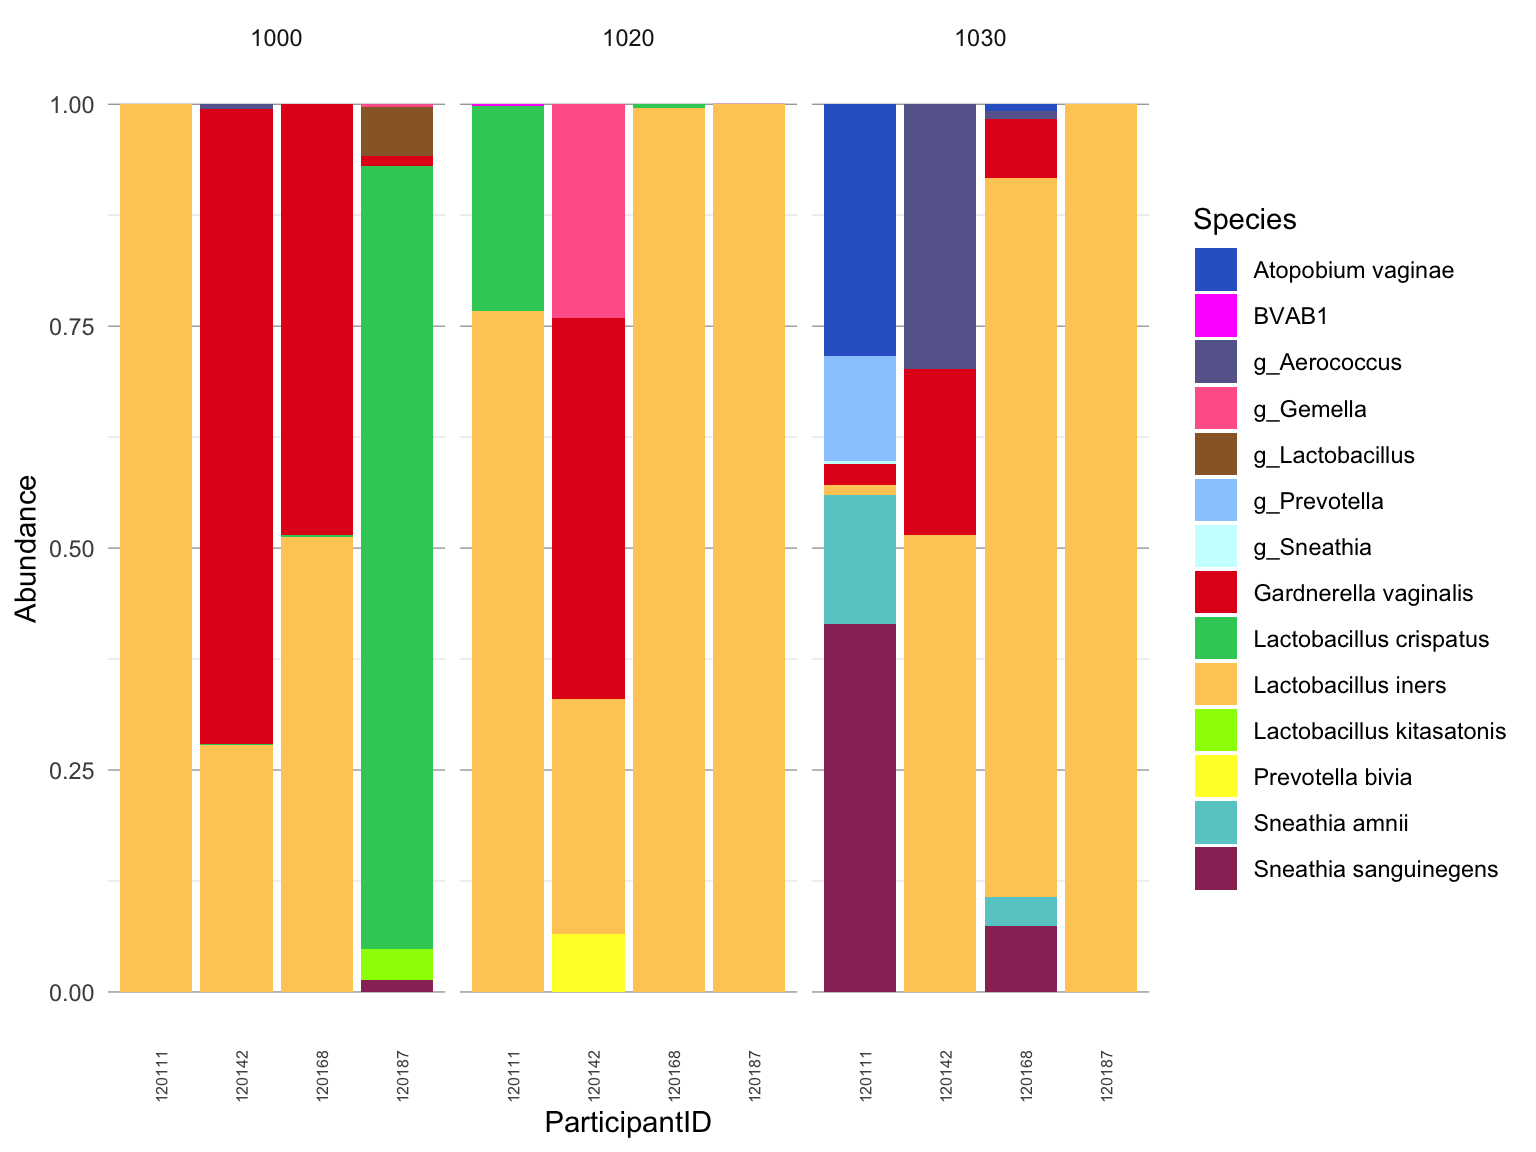 1000 1020 1030
1.00
0.75
0.50
0.25
0.00
Abundance
120111 120142 120168 120187 120111 120142 120168 120187 120111 120142 120168 120187
ParticipantID
Species
Atopobium vaginae
BVAB1
g_Aerococcus
g_Gemella
g_Lactobacillus
g_Prevotella
g_Sneathia
Gardnerella vaginalis
Lactobacillus crispatus
Lactobacillus iners
Lactobacillus kitasatonis
Prevotella bivia
Sneathia amnii
Sneathia sanguinegens